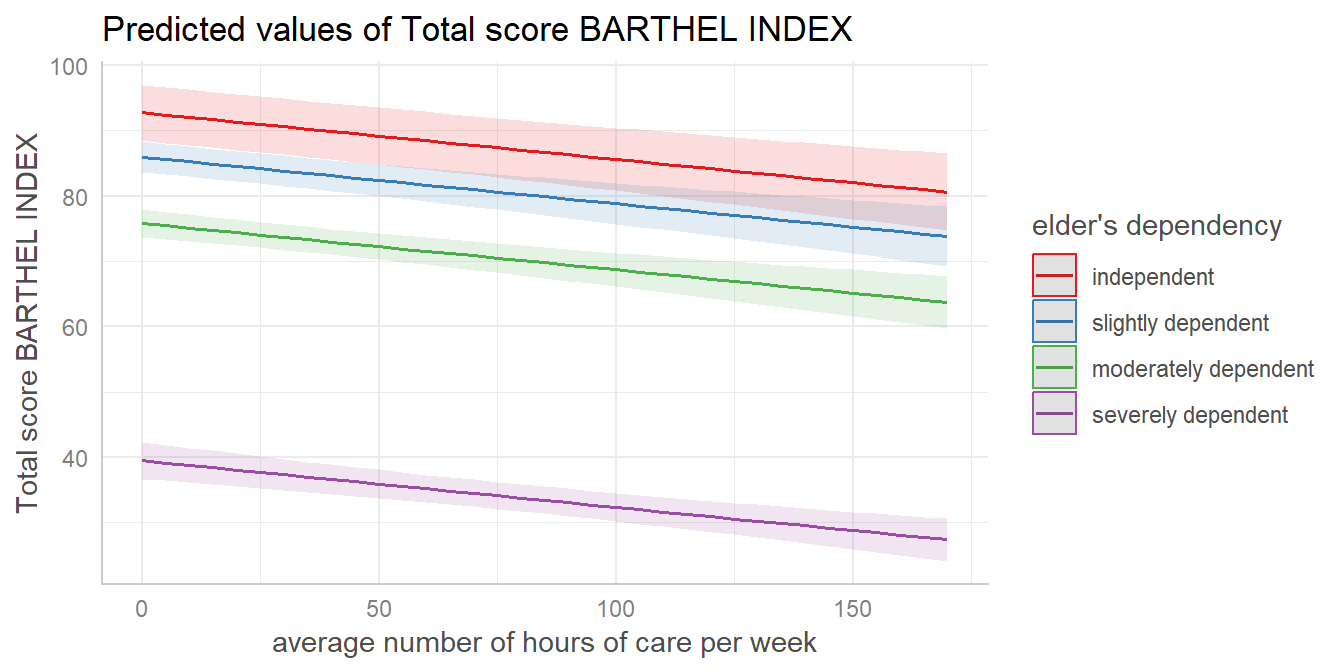 Predicted values of Total score BARTHEL INDEX
Total score BARTHEL INDEX
100
80
60
40
0
50
100
150
average number of hours of care per week
elder's dependency
independent
slightly dependent
moderately dependent
severely dependent